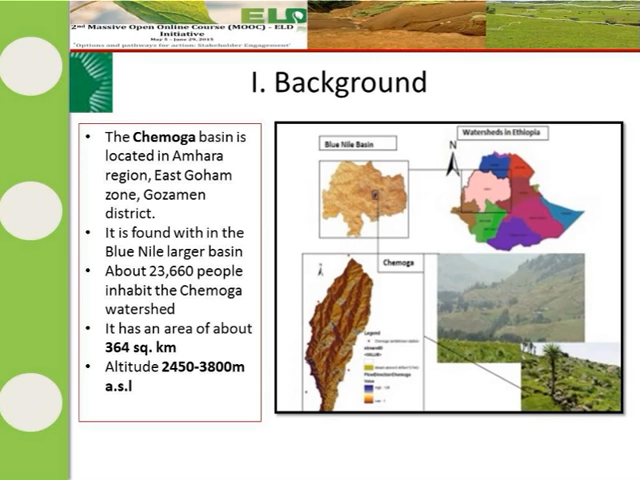 ELD
2nd Massive Open Online Course (MOOC) - ELD
Initiative
May 5 - June 29, 2015
"Options and pathways for action: Stakeholder Engagement"
I. Background
• The Chemoga basin is
located in Amhara
region, East Goham
zone, Gozamen
district.
• It is found with in the
Blue Nile larger basin
• About 23,660 people
inhabit the Chemoga
watershed
• It has an area of about
364 sq. km
• Altitude 2450-3800m
a.s.l
Blue Nile Basin
Watersheds in Ethiopia
N
Chemoga
Legend